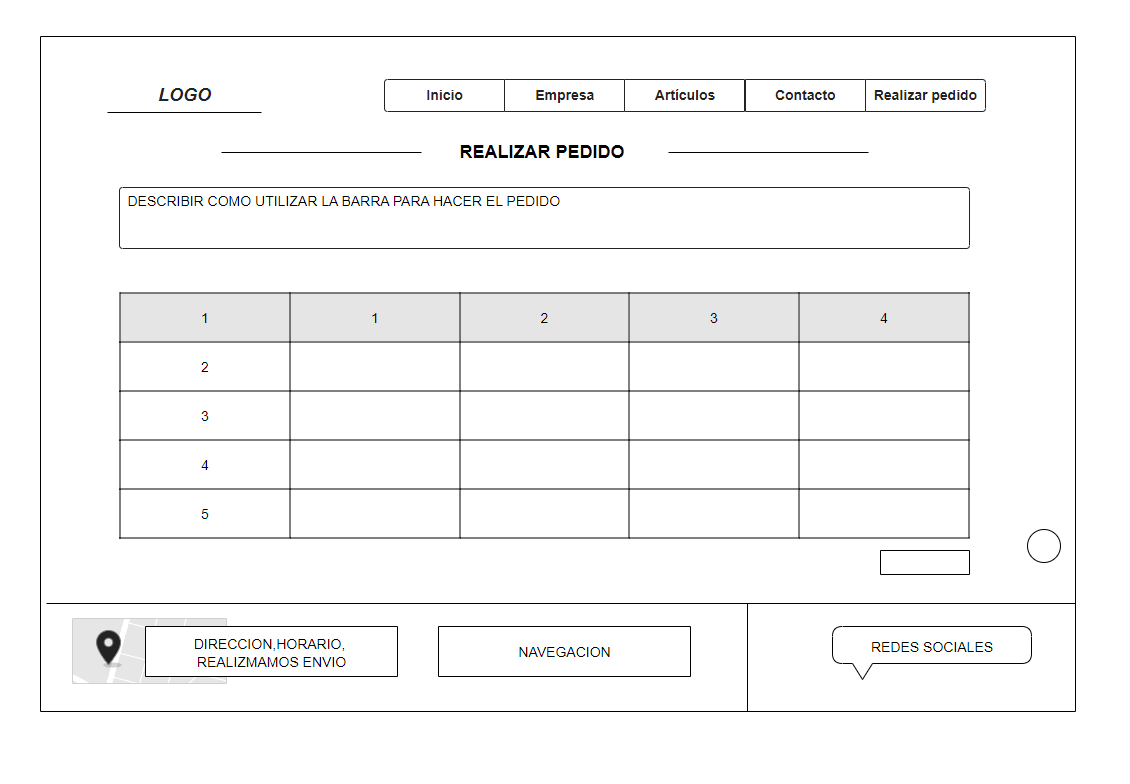 LOGO
Inicio Empresa Artículos Contacto Realizar pedido
REALIZAR PEDIDO
DESCRIBIR COMO UTILIZAR LA BARRA PARA HACER EL PEDIDO
1 1 2 3 4
2
3
4
5
DIRECCION,HORARIO,
REALIZMAMOS ENVIO
NAVEGACION
REDES SOCIALES